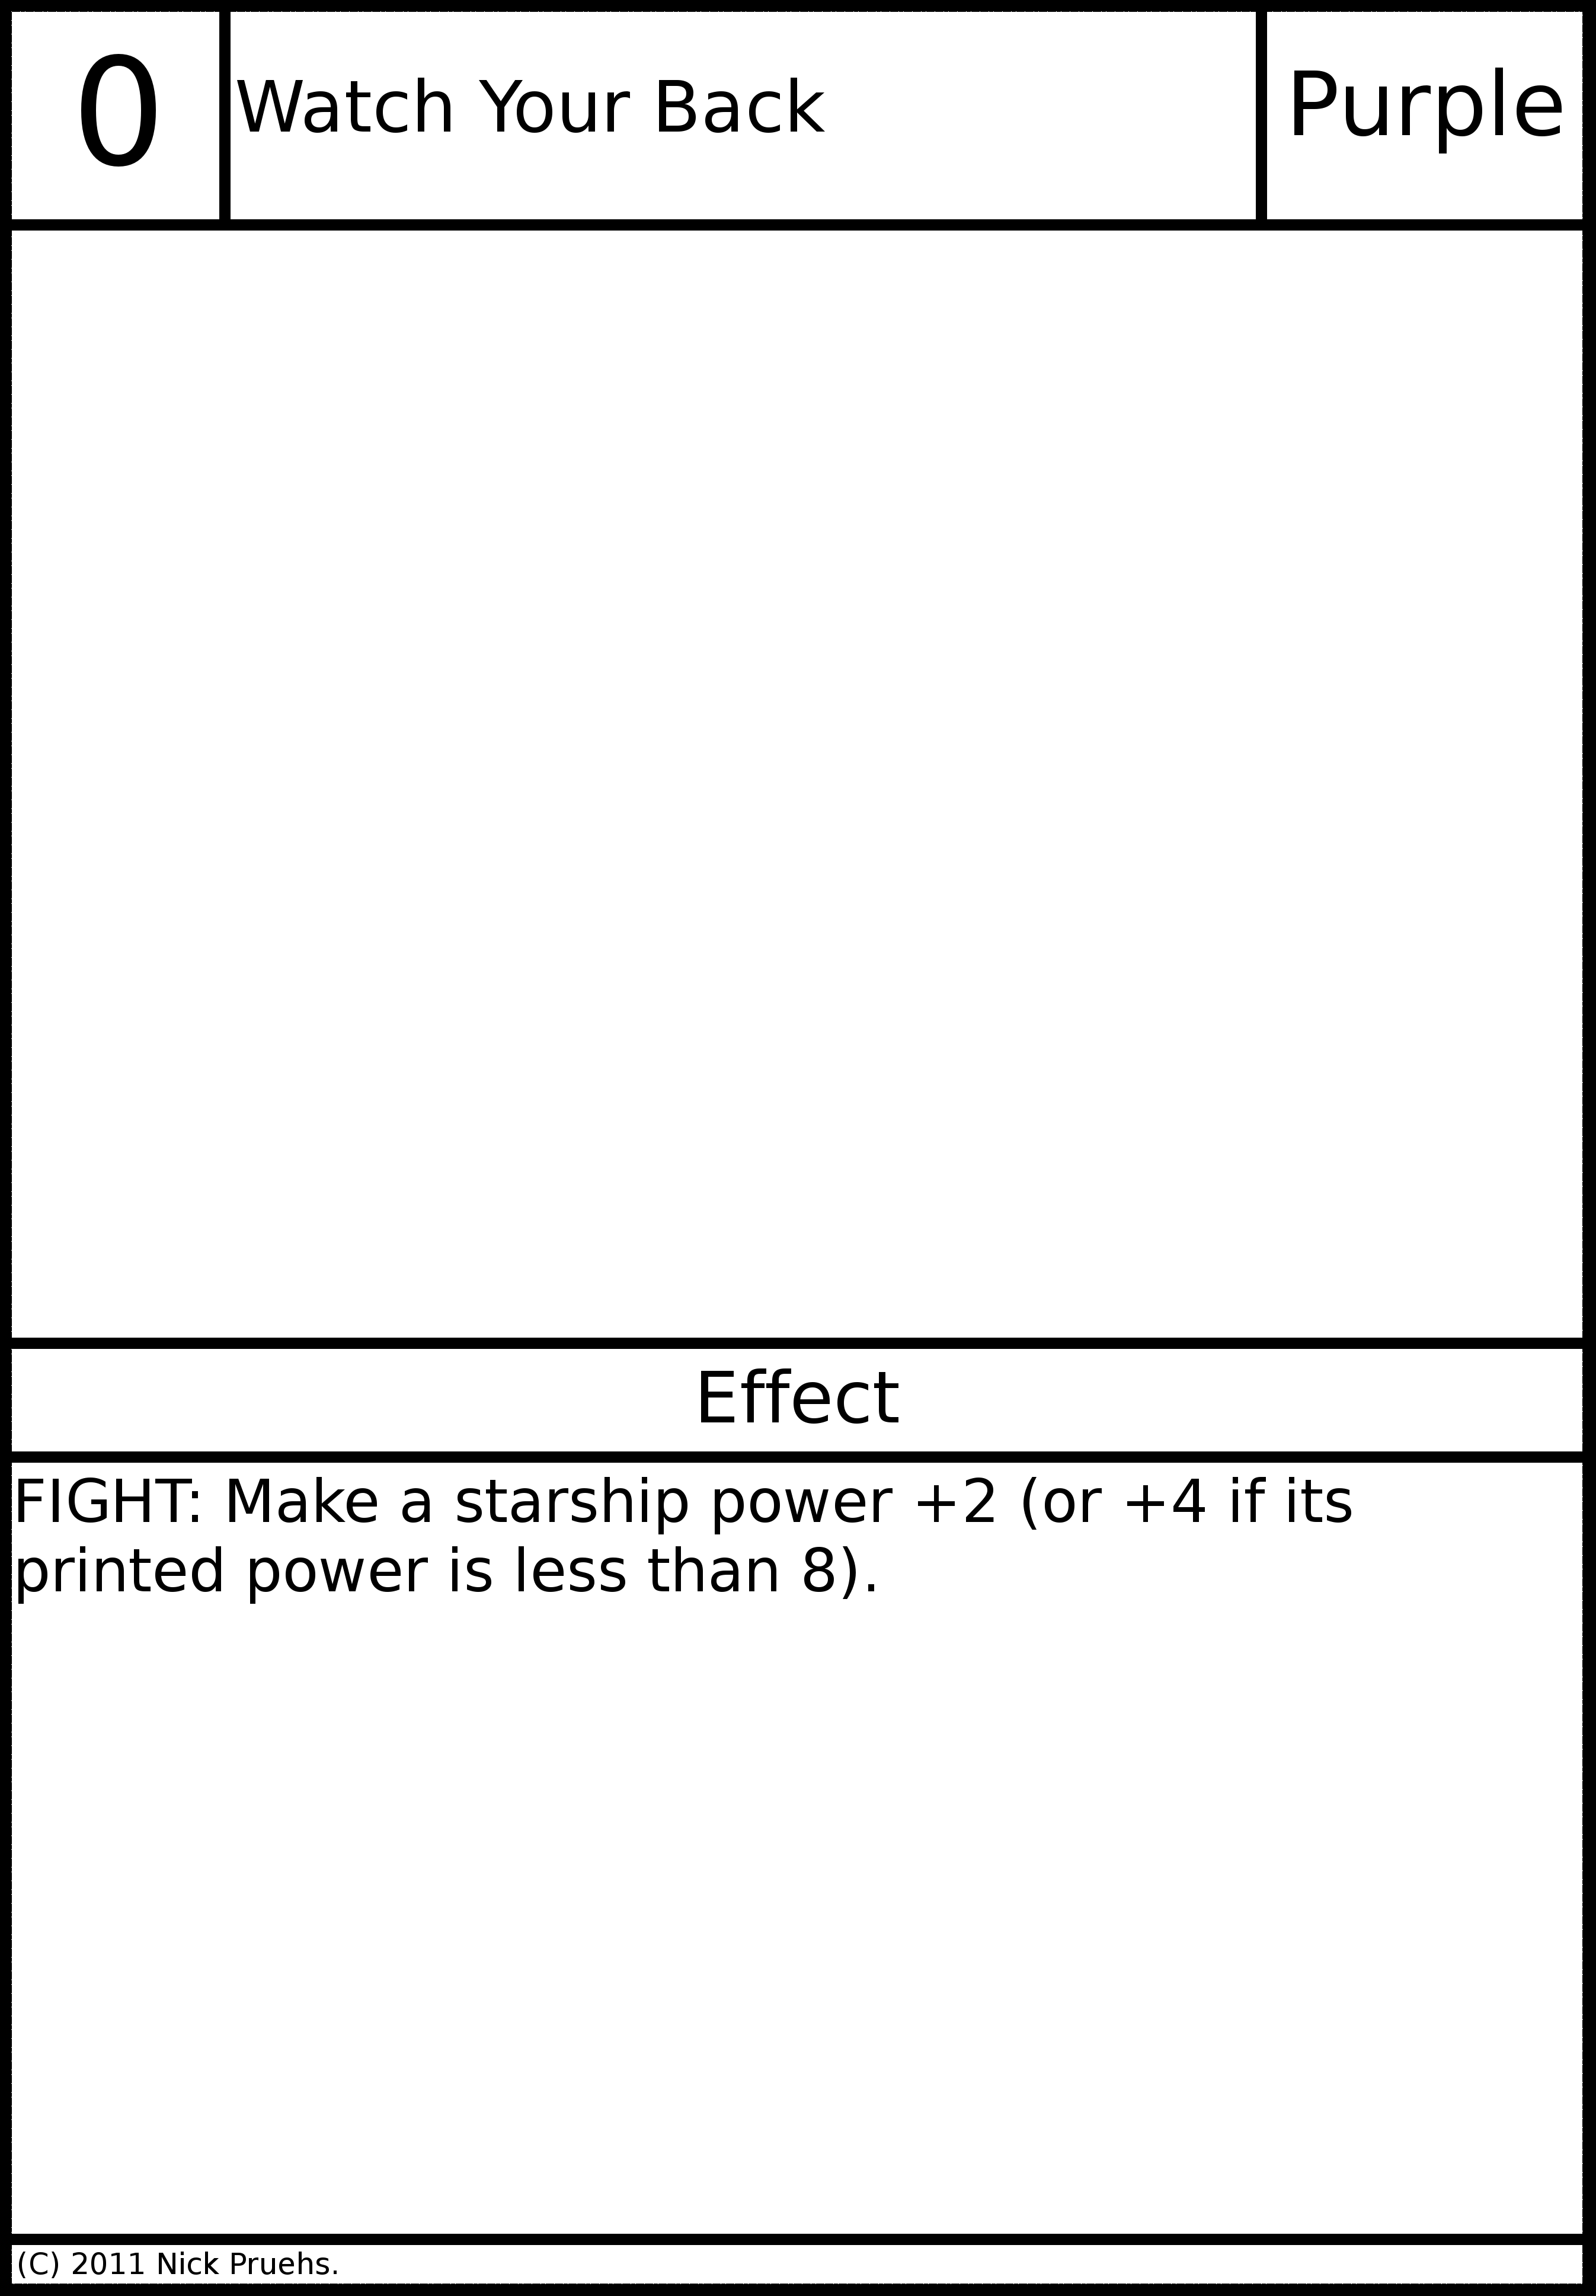 0
Watch Your Back
Purple
Effect
FIGHT: Make a starship power +2 (or +4 if its
printed power is less than 8).
(C) 2011 Nick Pruehs.